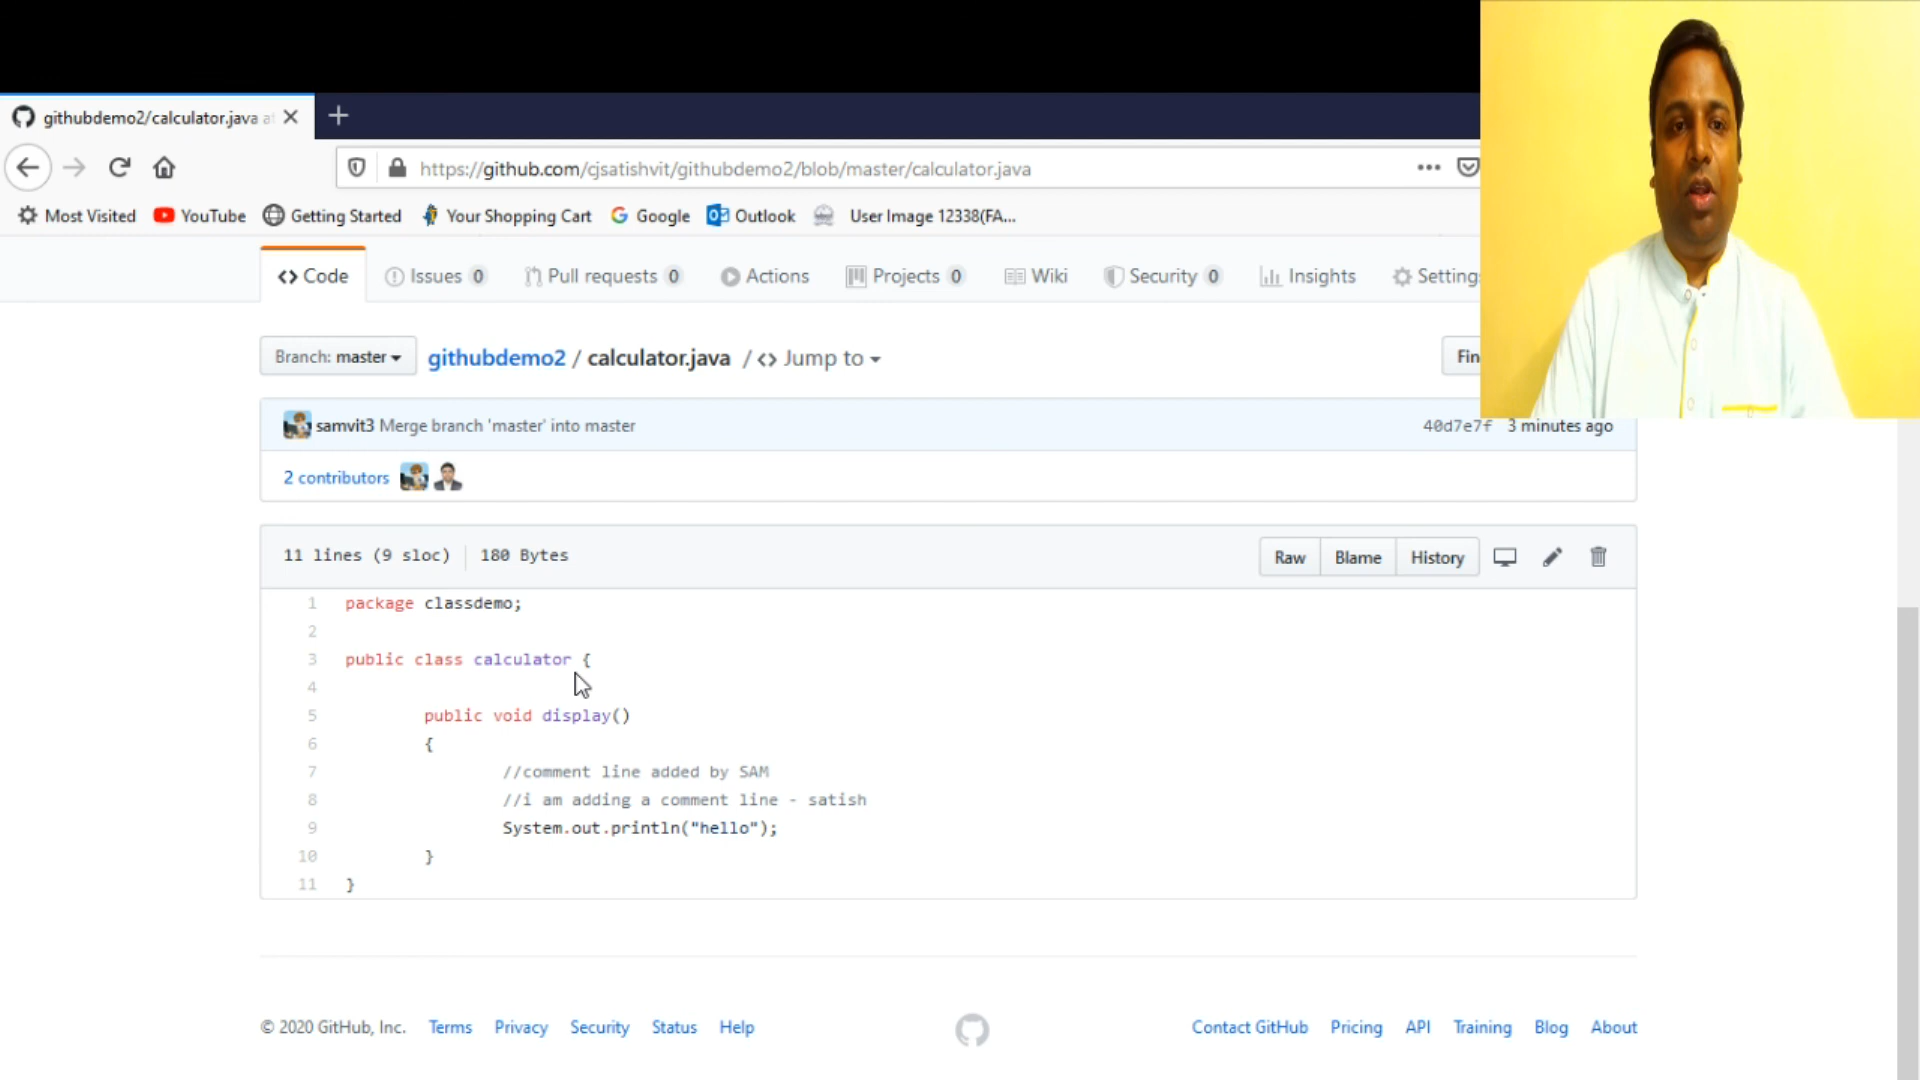 githubdemo2/calculator.java a
https://github.com/cjsatishvit/githubdemo2/blob/master/calculator.java
Most Visited YouTube Getting Started Your Shopping Cart Google Outlook User Image 12338(FA...
Code Issues 0 Pull requests 0 Actions Projects 0 Wiki Security 0 Insights Setting
Branch: master githubdemo2 / calculator.java / <> Jump to Fin
samvit3 Merge branch 'master' into master 40d7e7f 3 minutes ago
2 contributors
11 lines (9 sloc) 180 Bytes Raw Blame History
1 package classdemo;
2
3 public class calculator {
4
5 public void display()
6 {
7 //comment line added by SAM
8 //i am adding a comment line - satish
9 System.out.println("hello");
10 }
11 }
© 2020 GitHub, Inc. Terms Privacy Security Status Help Contact GitHub Pricing API Training Blog About